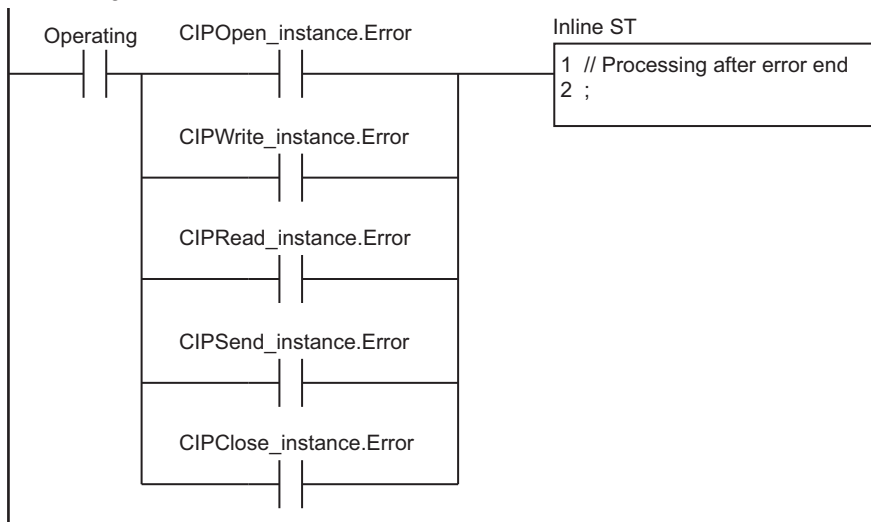 Operating
CIPOpen_instance.Error
Inline ST
1 // Processing after error end
2 ;
CIPWrite_instance.Error
CIPRead_instance.Error
CIPSend_instance.Error
CIPClose_instance.Error